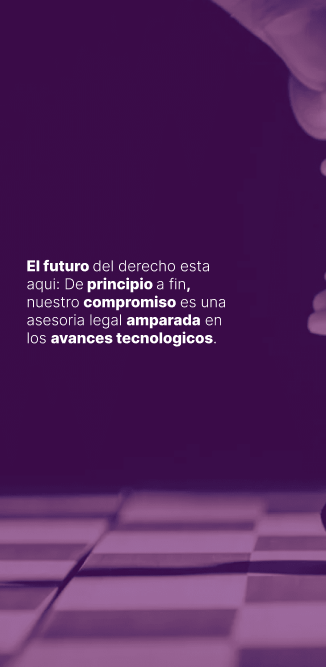 El futuro del derecho esta
aqui: De principio a fin,
nuestro compromiso es una
asesoria legal amparada en
los avances tecnologicos.